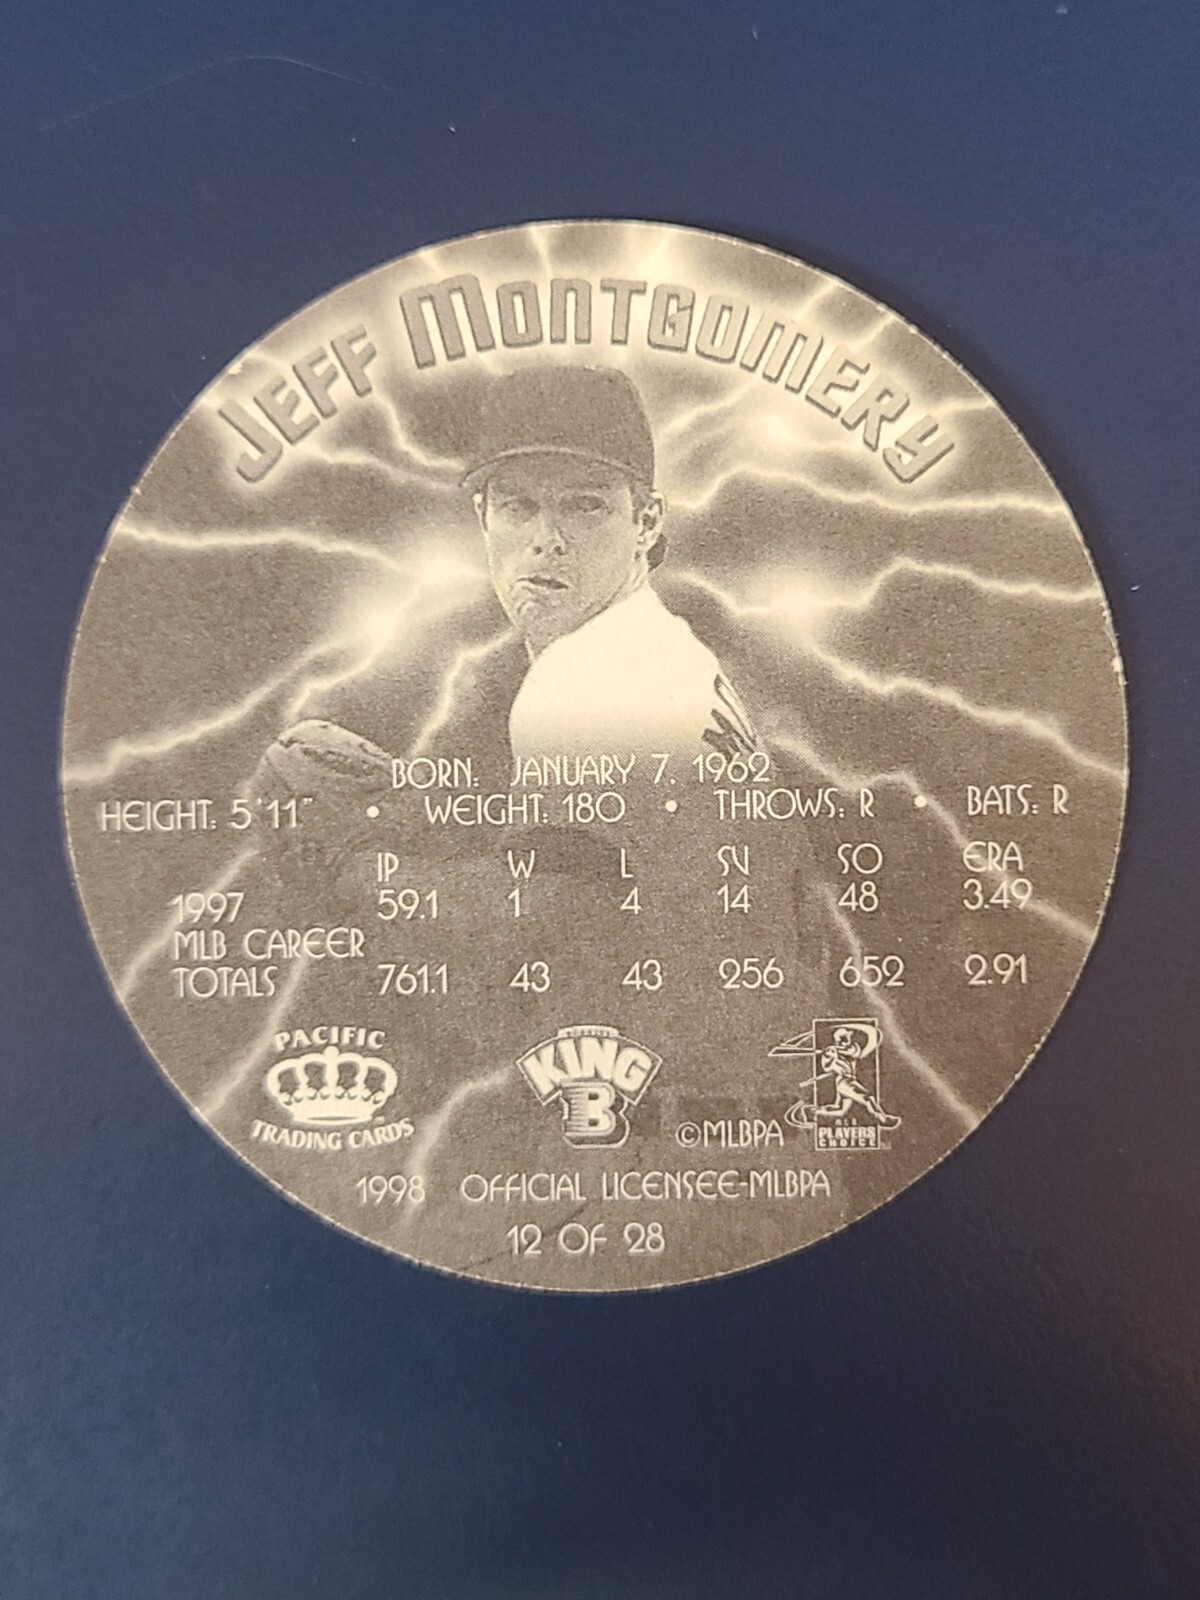 JEFF MONTGOMERY
BORN: JANUARY 7, 1962
HEIGHT: 5'11" • WEIGHT: 180 • THROWS: R • BATS: R
IP W L SV SO ERA
1997 59.1 1 4 14 48 3.49
MLB CAREER
TOTALS 761.1 43 43 256 652 2.91
PACIFIC
TRADING CARDS
KING
B
©MLBPA
MLB
PLAYERS
CHOICE
1998 OFFICIAL LICENSEE-MLBPA
12 OF 28